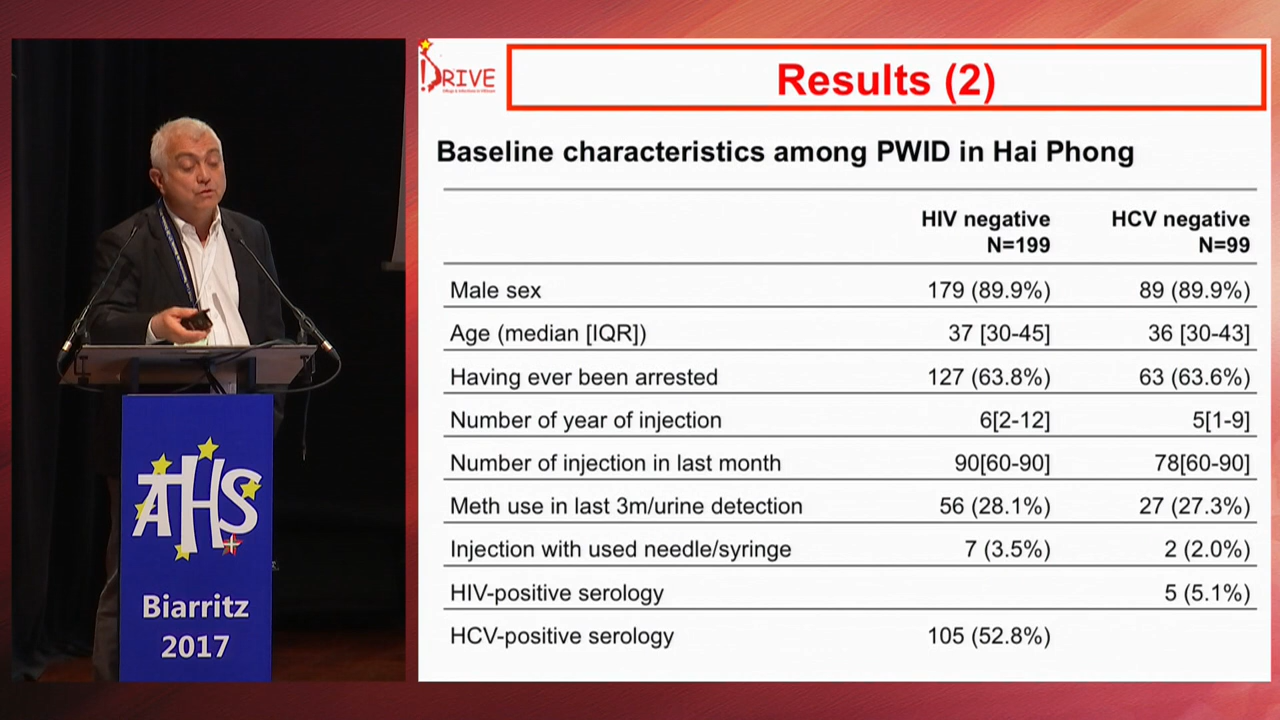 DRIVE
Results (2)
Baseline characteristics among PWID in Hai Phong
HIV negative HCV negative
N=199 N=99
Male sex 179 (89.9%) 89 (89.9%)
Age (median [IQR]) 37 [30-45] 36 [30-43]
Having ever been arrested 127 (63.8%) 63 (63.6%)
Number of year of injection 6[2-12] 5[1-9]
Number of injection in last month 90[60-90] 78[60-90]
Meth use in last 3m/urine detection 56 (28.1%) 27 (27.3%)
Injection with used needle/syringe 7 (3.5%) 2 (2.0%)
HIV-positive serology 5 (5.1%)
HCV-positive serology 105 (52.8%)
ATHS
Biarritz
2017